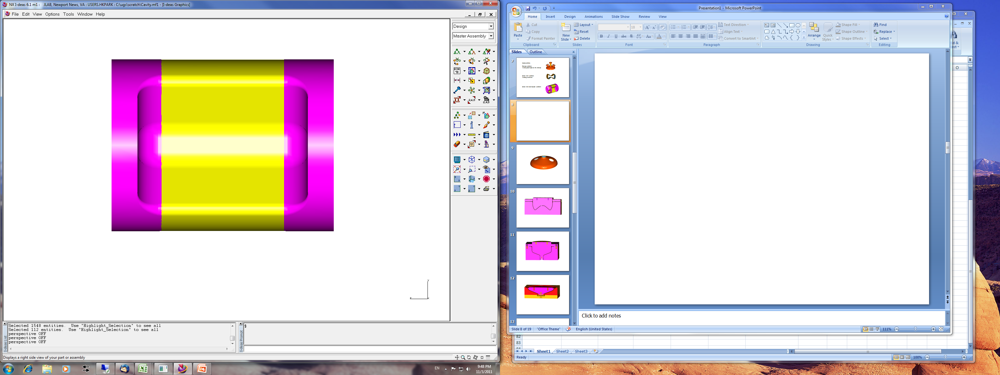 NX I-deas 6.1 m1 : JLAB, Newport News, VA : USERS.HKPARK : C:\ugs\scratch\Cavity.mf1 - [I-deas Graphics]
File Edit View Options Tools Window Help
Design
Master Assembly
Y
Z X
I-deas List
Selected 1548 entities. Use "Highlight_Selection" to see all
Selected 112 entities. Use "Highlight_Selection" to see all
perspective OFF
perspective OFF
perspective OFF
I-deas Prompt
$
Displays a right side view of your part or assembly
EN
9:48 PM
11/3/2011
Presentation1 - Microsoft PowerPoint
Home Insert Design Animations Slide Show Review View
Paste
Cut
Copy
Format Painter
Clipboard
New Slide
Layout
Reset
Delete
Slides
18
B I U abc S AV Aa A
Font
Text Direction
Align Text
Convert to SmartArt
Paragraph
Arrange
Quick Styles
Shape Fill
Shape Outline
Shape Effects
Drawing
Find
Replace
Select
Editing
Slides Outline
7
8
9
10
11
12
13
Click to add notes
Slide 8 of 19 "Office Theme" English (United States) 111%
O
82
83
Sheet1 Sheet2 Sheet3
Ready 100%